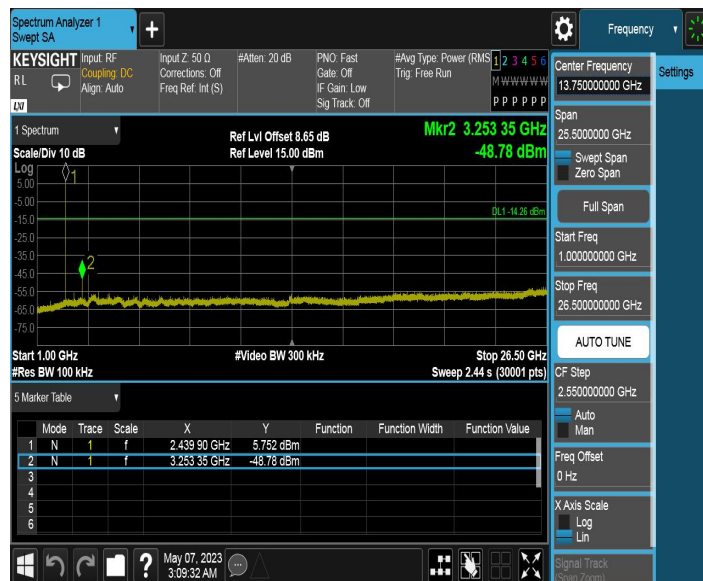 Spectrum Analyzer 1
Swept SA
+
Frequency
KEYSIGHT
RL
LXI
Input: RF
Coupling: DC
Align: Auto
Input Z: 50 Ω
Corrections: Off
Freq Ref: Int (S)
#Atten: 20 dB
PNO: Fast
Gate: Off
IF Gain: Low
Sig Track: Off
#Avg Type: Power (RMS
Trig: Free Run
1 2 3 4 5 6
M W W W W W
P P P P P P
1 Spectrum
Scale/Div 10 dB
Ref Lvl Offset 8.65 dB
Ref Level 15.00 dBm
Mkr2 3.253 35 GHz
-48.78 dBm
Log
5.00
-5.00
-15.0
-25.0
-35.0
-45.0
-55.0
-65.0
-75.0
1
2
DL1 -14.26 dBm
Start 1.00 GHz
#Res BW 100 kHz
#Video BW 300 kHz
Stop 26.50 GHz
Sweep 2.44 s (30001 pts)
5 Marker Table
Mode Trace Scale X Y Function Function Width Function Value
1 N 1 f 2.439 90 GHz 5.752 dBm
2 N 1 f 3.253 35 GHz -48.78 dBm
3
4
5
6
?
May 07, 2023
3:09:32 AM
Center Frequency
13.750000000 GHz
Settings
Span
25.5000000 GHz
Swept Span
Zero Span
Full Span
Start Freq
1.000000000 GHz
Stop Freq
26.500000000 GHz
AUTO TUNE
CF Step
2.550000000 GHz
Auto
Man
Freq Offset
0 Hz
X Axis Scale
Log
Lin
Signal Track
(Span Zoom)